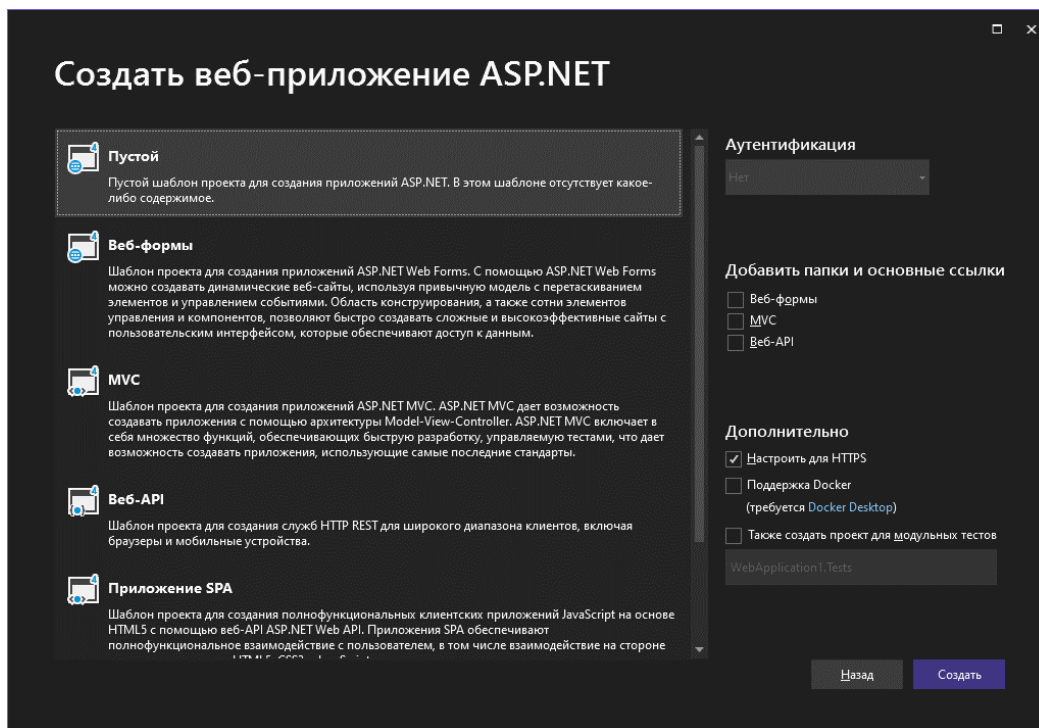 Создать веб-приложение ASP.NET
Пустой
Пустой шаблон проекта для создания приложений ASP.NET. В этом шаблоне отсутствует какое-
либо содержимое.
Веб-формы
Шаблон проекта для создания приложений ASP.NET Web Forms. С помощью ASP.NET Web Forms
можно создавать динамические веб-сайты, используя привычную модель с перетаскиванием
элементов и управлением событиями. Область конструирования, а также сотни элементов
управления и компонентов, позволяют быстро создавать сложные и высокоэффективные сайты с
пользовательским интерфейсом, которые обеспечивают доступ к данным.
MVC
Шаблон проекта для создания приложений ASP.NET MVC. ASP.NET MVC дает возможность
создавать приложения с помощью архитектуры Model-View-Controller. ASP.NET MVC включает в
себя множество функций, обеспечивающих быструю разработку, управляемую тестами, что дает
возможность создавать приложения, использующие самые последние стандарты.
Веб-API
Шаблон проекта для создания служб HTTP REST для широкого диапазона клиентов, включая
браузеры и мобильные устройства.
Приложение SPA
Шаблон проекта для создания полнофункциональных клиентских приложений JavaScript на основе
HTML5 с помощью веб-API ASP.NET Web API. Приложения SPA обеспечивают
полнофункциональное взаимодействие с пользователем, в том числе взаимодействие на стороне
Аутентификация
Нет
Добавить папки и основные ссылки
Веб-формы
MVC
Веб-API
Дополнительно
Настроить для HTTPS
Поддержка Docker
(требуется Docker Desktop)
Также создать проект для модульных тестов
WebApplication1.Tests
Назад
Создать